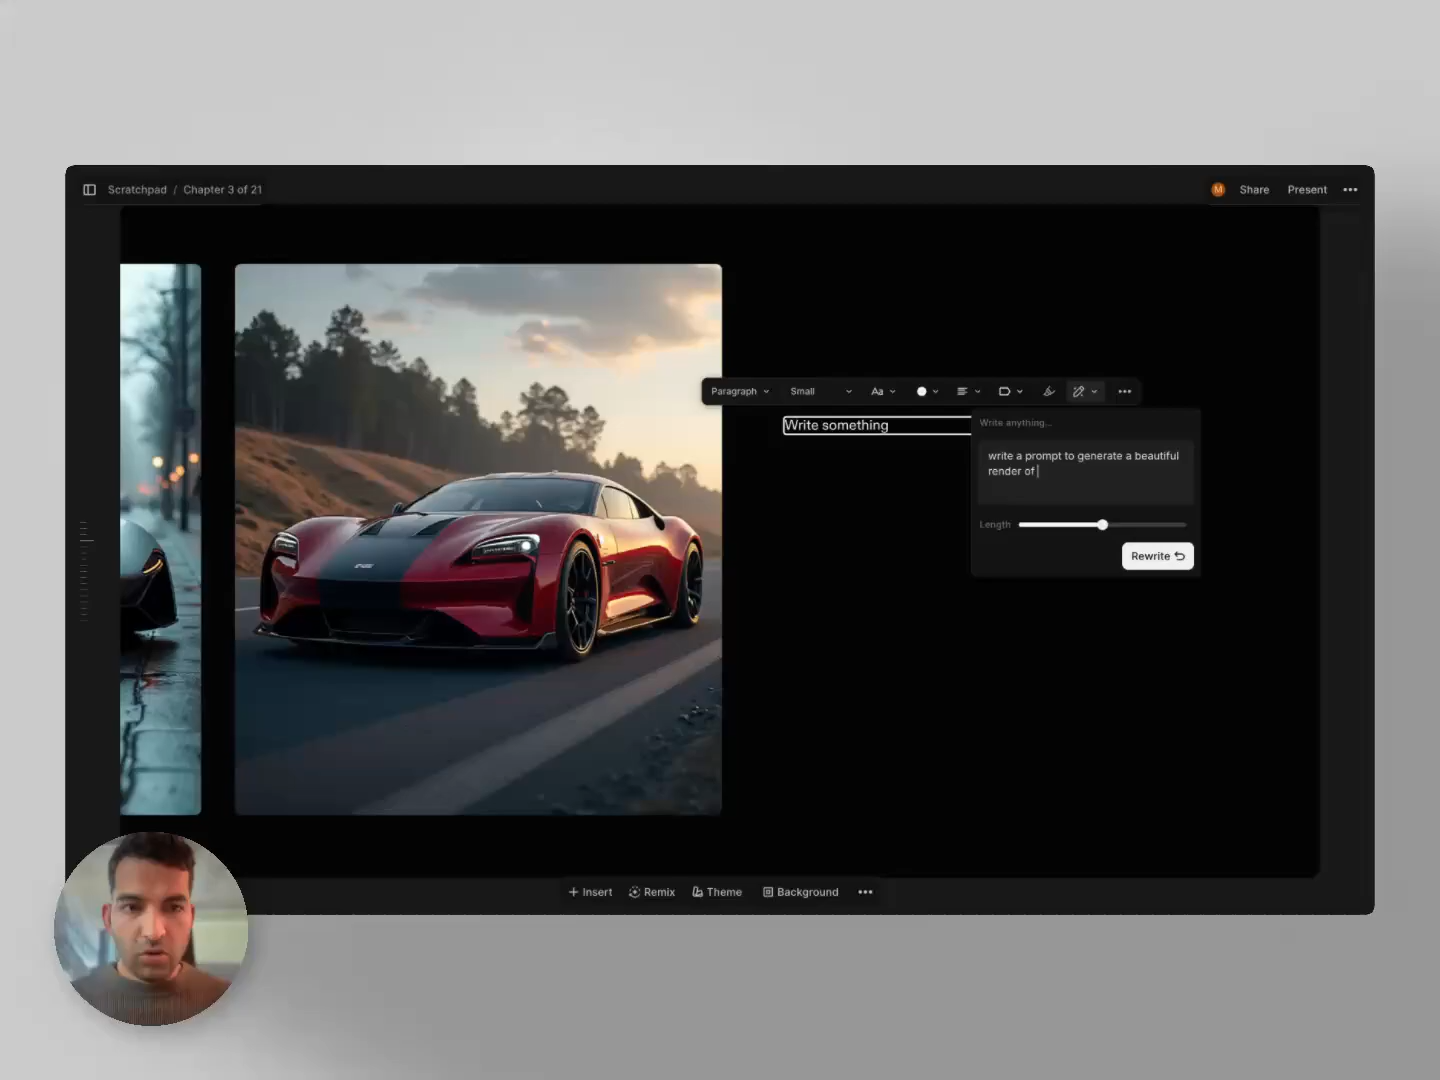 Scratchpad / Chapter 3 of 21
M Share Present
Paragraph Small Aa
Write something
Write anything...
write a prompt to generate a beautiful
render of
Length
Rewrite
Insert Remix Theme Background